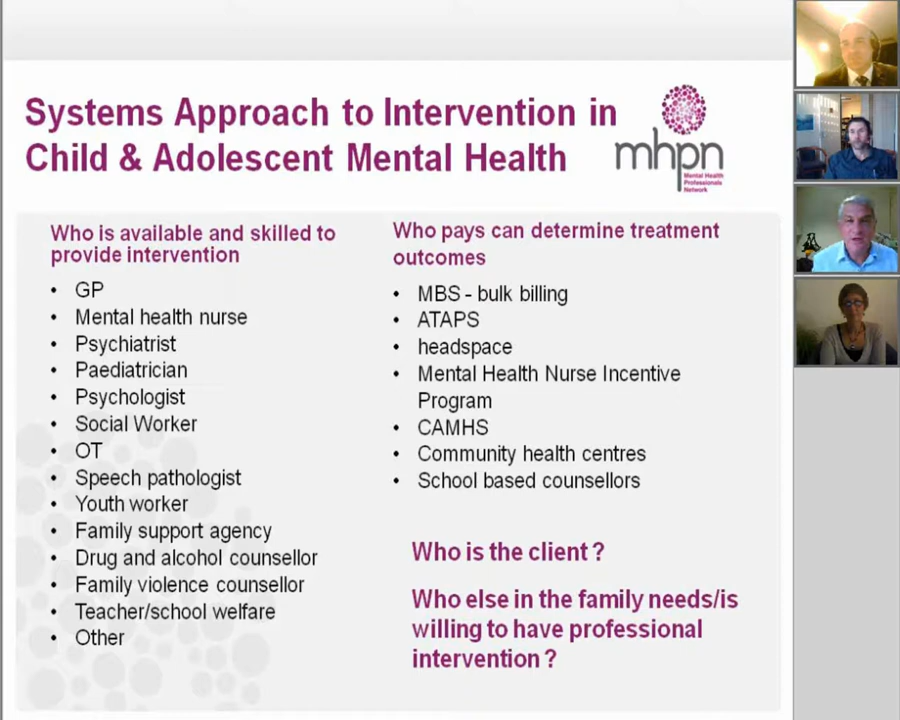 Systems Approach to Intervention in
Child & Adolescent Mental Health
mhpn
Mental Health
Professionals
Network
Who is available and skilled to
provide intervention
• GP
• Mental health nurse
• Psychiatrist
• Paediatrician
• Psychologist
• Social Worker
• OT
• Speech pathologist
• Youth worker
• Family support agency
• Drug and alcohol counsellor
• Family violence counsellor
• Teacher/school welfare
• Other
Who pays can determine treatment
outcomes
• MBS - bulk billing
• ATAPS
• headspace
• Mental Health Nurse Incentive
Program
• CAMHS
• Community health centres
• School based counsellors
Who is the client ?
Who else in the family needs/is
willing to have professional
intervention ?